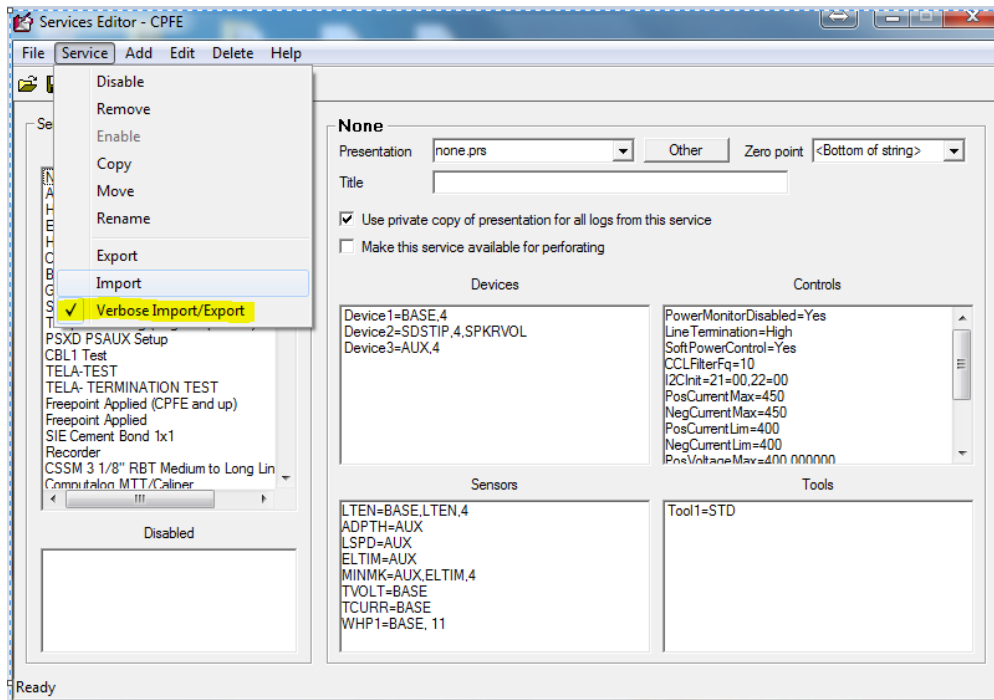 Services Editor - CPFE
File Service Add Edit Delete Help
Disable
Remove
Enable
Copy
Move
Rename
Export
Import
✓ Verbose Import/Export
PSXD PSAUX Setup
CBL1 Test
TELA-TEST
TELA- TERMINATION TEST
Freepoint Applied (CPFE and up)
Freepoint Applied
SIE Cement Bond 1x1
Recorder
CSSM 3 1/8" RBT Medium to Long Lin
Computalog MTT/Caliper
Disabled
None
Presentation none.prs Other Zero point <Bottom of string>
Title
Use private copy of presentation for all logs from this service
Make this service available for perforating
Devices
Device1=BASE,4
Device2=SDSTIP,4,SPKRVOL
Device3=AUX,4
Controls
PowerMonitorDisabled=Yes
LineTermination=High
SoftPowerControl=Yes
CCLFilterFq=10
I2CInit=21=00,22=00
PosCurrentMax=450
NegCurrentMax=450
PosCurrentLim=400
NegCurrentLim=400
PosVoltageMax=400.000000
Sensors
LTEN=BASE,LTEN,4
ADPTH=AUX
LSPD=AUX
ELTIM=AUX
MINMK=AUX,ELTIM,4
TVOLT=BASE
TCURR=BASE
WHP1=BASE, 11
Tools
Tool1=STD
Ready